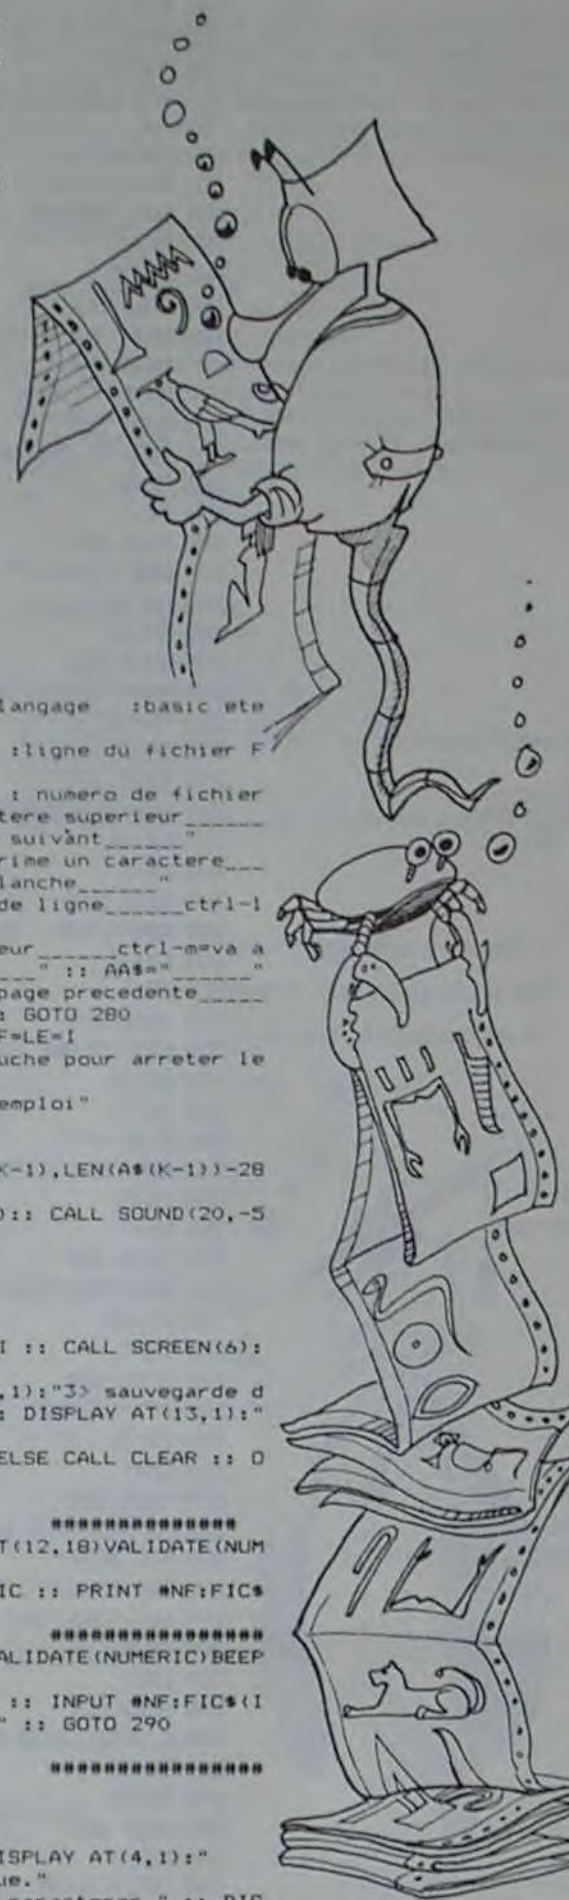 langage   :basic ete
:ligne du fichier F
: numero de fichier
tere superieur______
suivant______"
rime un caractere___
lanche______"
de ligne______ctrl-l
eur______ctrl-m=va a
___" :: AA$="______"
page precedente_____
: GOTO 280
F=LE=I
uche pour arreter le
emploi"
K-1),LEN(A$(K-1))-28
):: CALL SOUND(20,-5
I :: CALL SCREEN(6):
,1):"3> sauvegarde d
: DISPLAY AT(13,1):"
ELSE CALL CLEAR :: O
##############
T(12,18)VALIDATE(NUM
IC :: PRINT #NF:FIC$
################
ALIDATE(NUMERIC)BEEP
:: INPUT #NF:FIC$(I
" :: GOTO 290
################
DISPLAY AT(4,1):"
ue."
" :: DIS